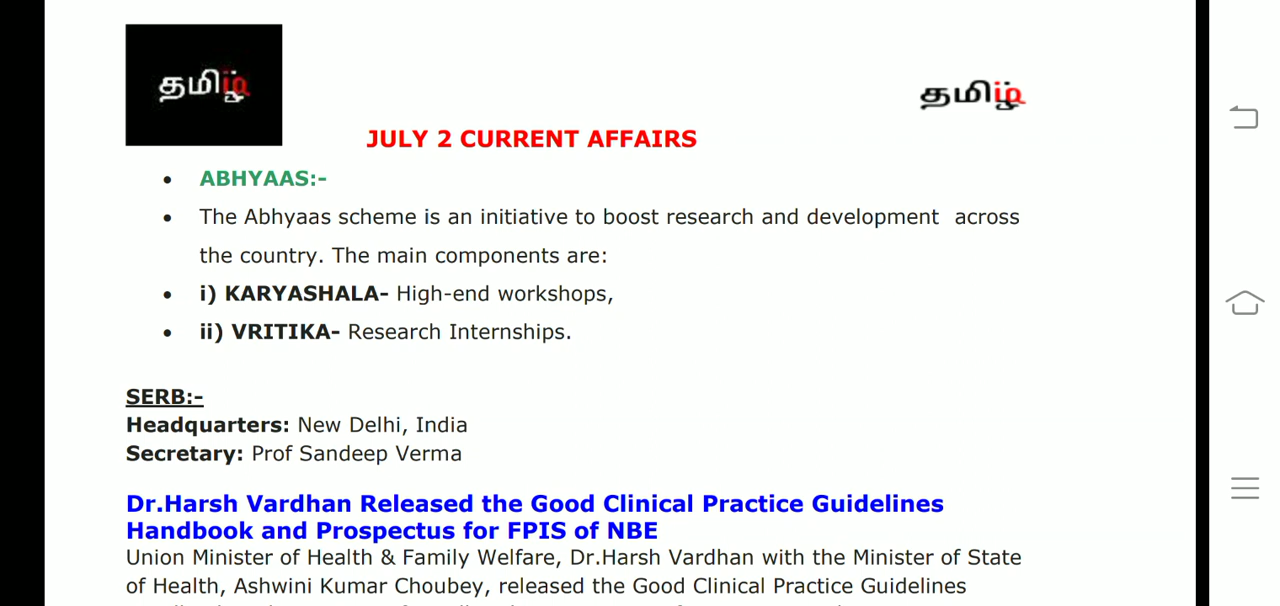 தமிழ்
தமிழ்
JULY 2 CURRENT AFFAIRS
• ABHYAAS:-
• The Abhyaas scheme is an initiative to boost research and development across
the country. The main components are:
• i) KARYASHALA- High-end workshops,
• ii) VRITIKA- Research Internships.
SERB:-
Headquarters: New Delhi, India
Secretary: Prof Sandeep Verma
Dr.Harsh Vardhan Released the Good Clinical Practice Guidelines
Handbook and Prospectus for FPIS of NBE
Union Minister of Health & Family Welfare, Dr.Harsh Vardhan with the Minister of State
of Health, Ashwini Kumar Choubey, released the Good Clinical Practice Guidelines